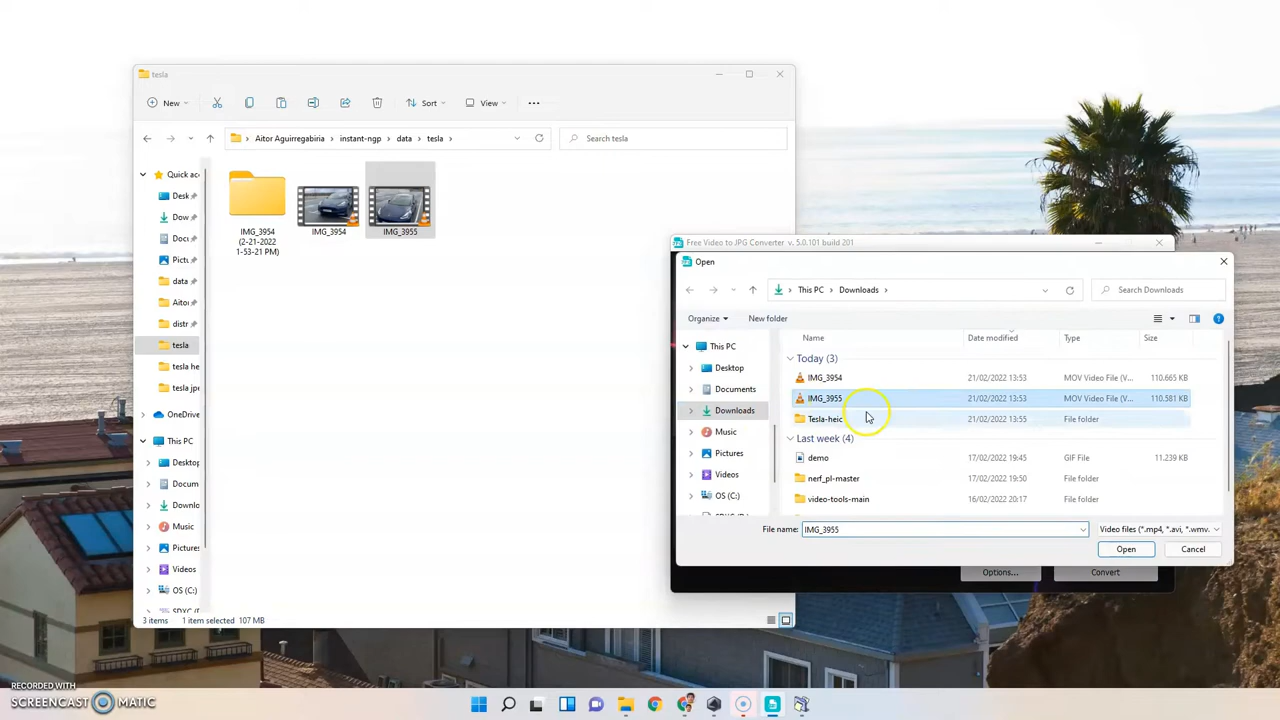 tesla
New
Sort
View
Aitor Aguirregabiria
instant-ngp
data
tesla
Search tesla
Quick acc
Desk
Dow
Docu
Pictu
data
Aitor
distr
tesla
tesla he
tesla jpe
OneDrive
This PC
Desktop
Docum
Downlo
Music
Pictures
Videos
OS (C:)
IMG_3954
(2-21-2022
1-53-21 PM)
IMG_3954
IMG_3955
3 items
1 item selected 107 MB
Free Video to JPG Converter v. 5.0.101 build 201
Open
This PC
Downloads
Search Downloads
Organize
New folder
This PC
Desktop
Documents
Downloads
Music
Pictures
Videos
OS (C:)
Name Date modified Type Size
Today (3)
IMG_3954 21/02/2022 13:53 MOV Video File (V... 110.665 KB
IMG_3955 21/02/2022 13:53 MOV Video File (V... 110.581 KB
Tesla-heic 21/02/2022 13:55 File folder
Last week (4)
demo 17/02/2022 19:45 GIF File 11.239 KB
nerf_pl-master 17/02/2022 19:50 File folder
video-tools-main 16/02/2022 20:17 File folder
File name: IMG_3955 Video files (*.mp4, *.avi, *.wmv,
Open Cancel
Options... Convert
RECORDED WITH
SCREENCAST MATIC